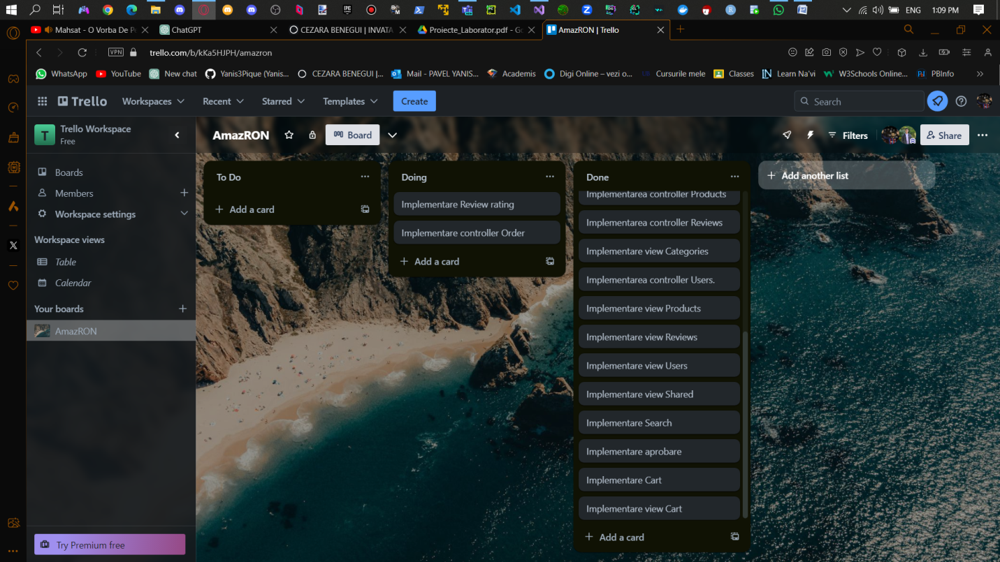 ENG 1:09 PM
Mahsat - O Vorba De P
ChatGPT
CEZARA BENEGUI | INVATA
Proiecte_Laborator.pdf - Go
AmazRON | Trello
VPN trello.com/b/kKa5HJPH/amazron
WhatsApp YouTube New chat Yanis3Pique (Yanis... CEZARA BENEGUI |... Mail - PAVEL YANIS... Academis Digi Online – vezi o... Cursurile mele Classes Learn Na'vi W3Schools Online... PBInfo
Trello Workspaces Recent Starred Templates Create Search
T Trello Workspace
Free
AmazRON Board Filters Share
Boards
Members
Workspace settings
Workspace views
Table
Calendar
Your boards
AmazRON
Try Premium free
To Do
Add a card
Doing
Implementare Review rating
Implementare controller Order
Add a card
Done
Implementarea controller Products
Implementarea controller Reviews
Implementare view Categories
Implementarea controller Users.
Implementare view Products
Implementare view Reviews
Implementare view Users
Implementare view Shared
Implementare Search
Implementare aprobare
Implementare Cart
Implementare view Cart
Add a card
Add another list